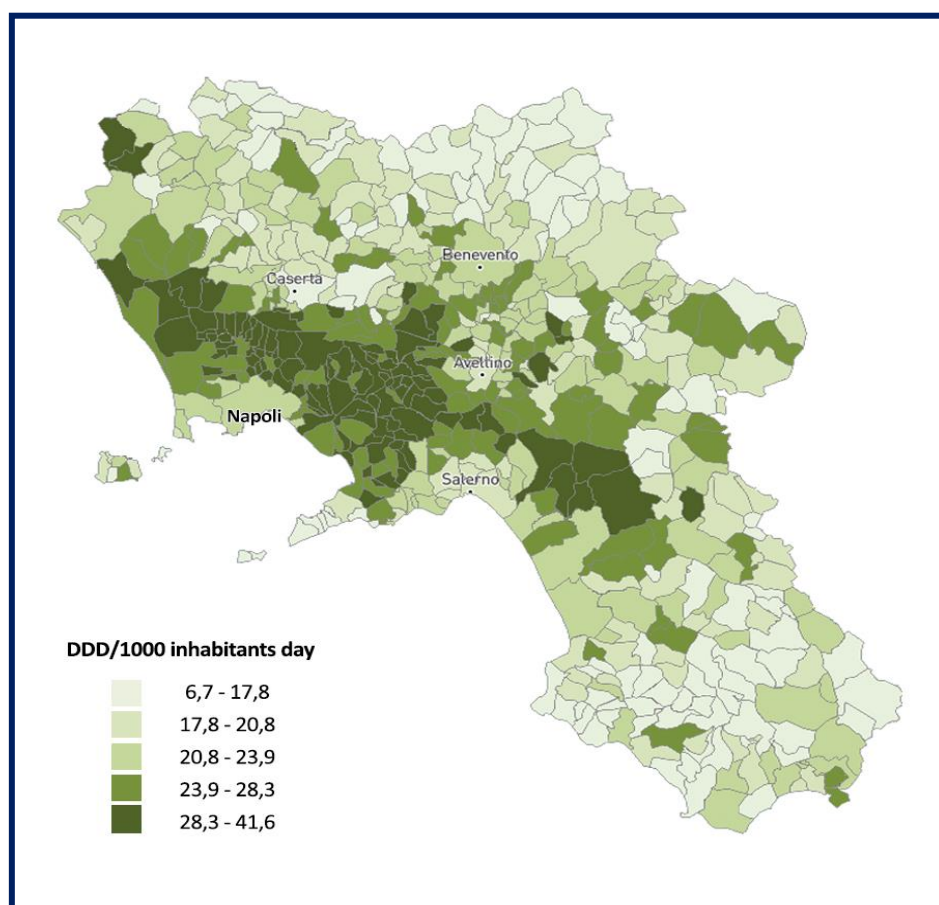 Benevento
Caserta
Avellino
Napoli
Salerno
DDD/1000 inhabitants day
6,7 - 17,8
17,8 - 20,8
20,8 - 23,9
23,9 - 28,3
28,3 - 41,6